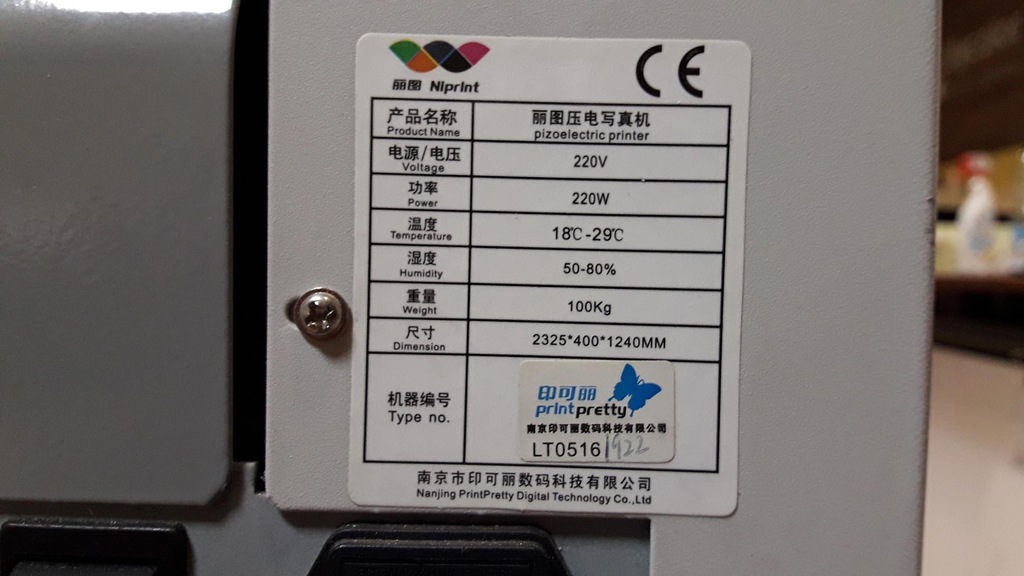 丽图 Niprint
CE
产品名称
Product Name
丽图压电写真机
pizoelectric printer
电源/电压
Voltage
220V
功率
Power
220W
温度
Temperature
18℃-29℃
湿度
Humidity
50-80%
重量
Weight
100Kg
尺寸
Dimension
2325*400*1240MM
机器编号
Type no.
印可丽
printpretty
南京印可丽数码科技有限公司
LT0516 1922
南京市印可丽数码科技有限公司
Nanjing PrintPretty Digital Technology Co.,Ltd